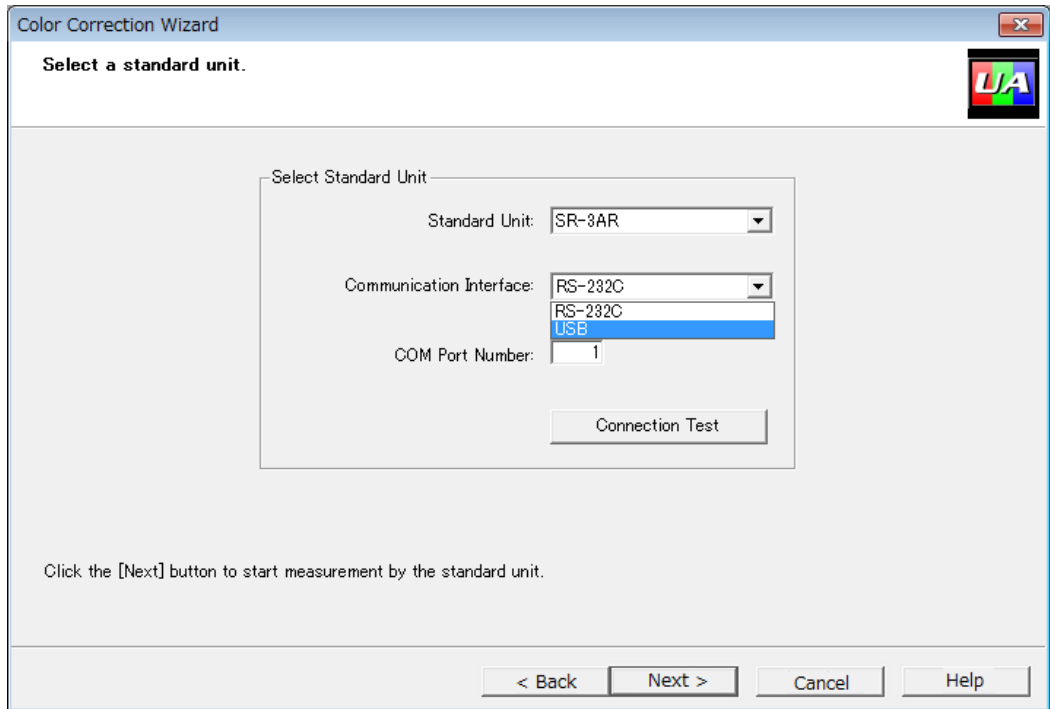 Color Correction Wizard
Select a standard unit.
UA
Select Standard Unit
Standard Unit: SR-3AR
Communication Interface: RS-232C
RS-232C
USB
COM Port Number: 1
Connection Test
Click the [Next] button to start measurement by the standard unit.
< Back Next > Cancel Help